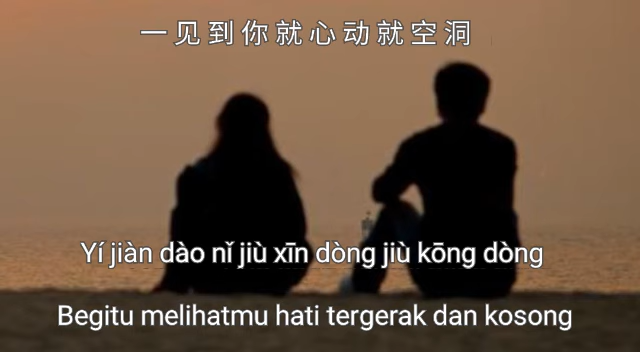 一见到你就心动就空洞
Yí jiàn dào nǐ jiù xīn dòng jiù kōng dòng
Begitu melihatmu hati tergerak dan kosong